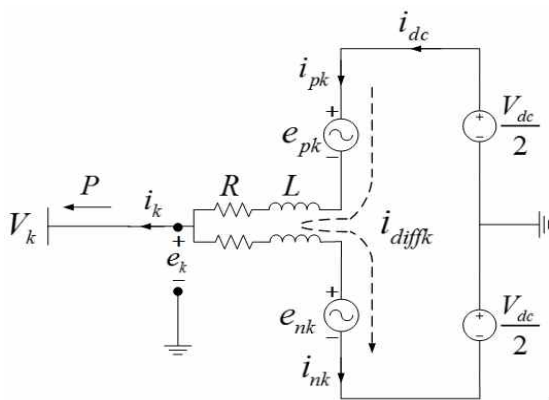 i_dc
i_pk
+
e_pk
-
+
-
V_dc/2
P
R
L
i_k
V_k
+
e_k
-
i_diffk
+
e_nk
-
+
-
V_dc/2
i_nk